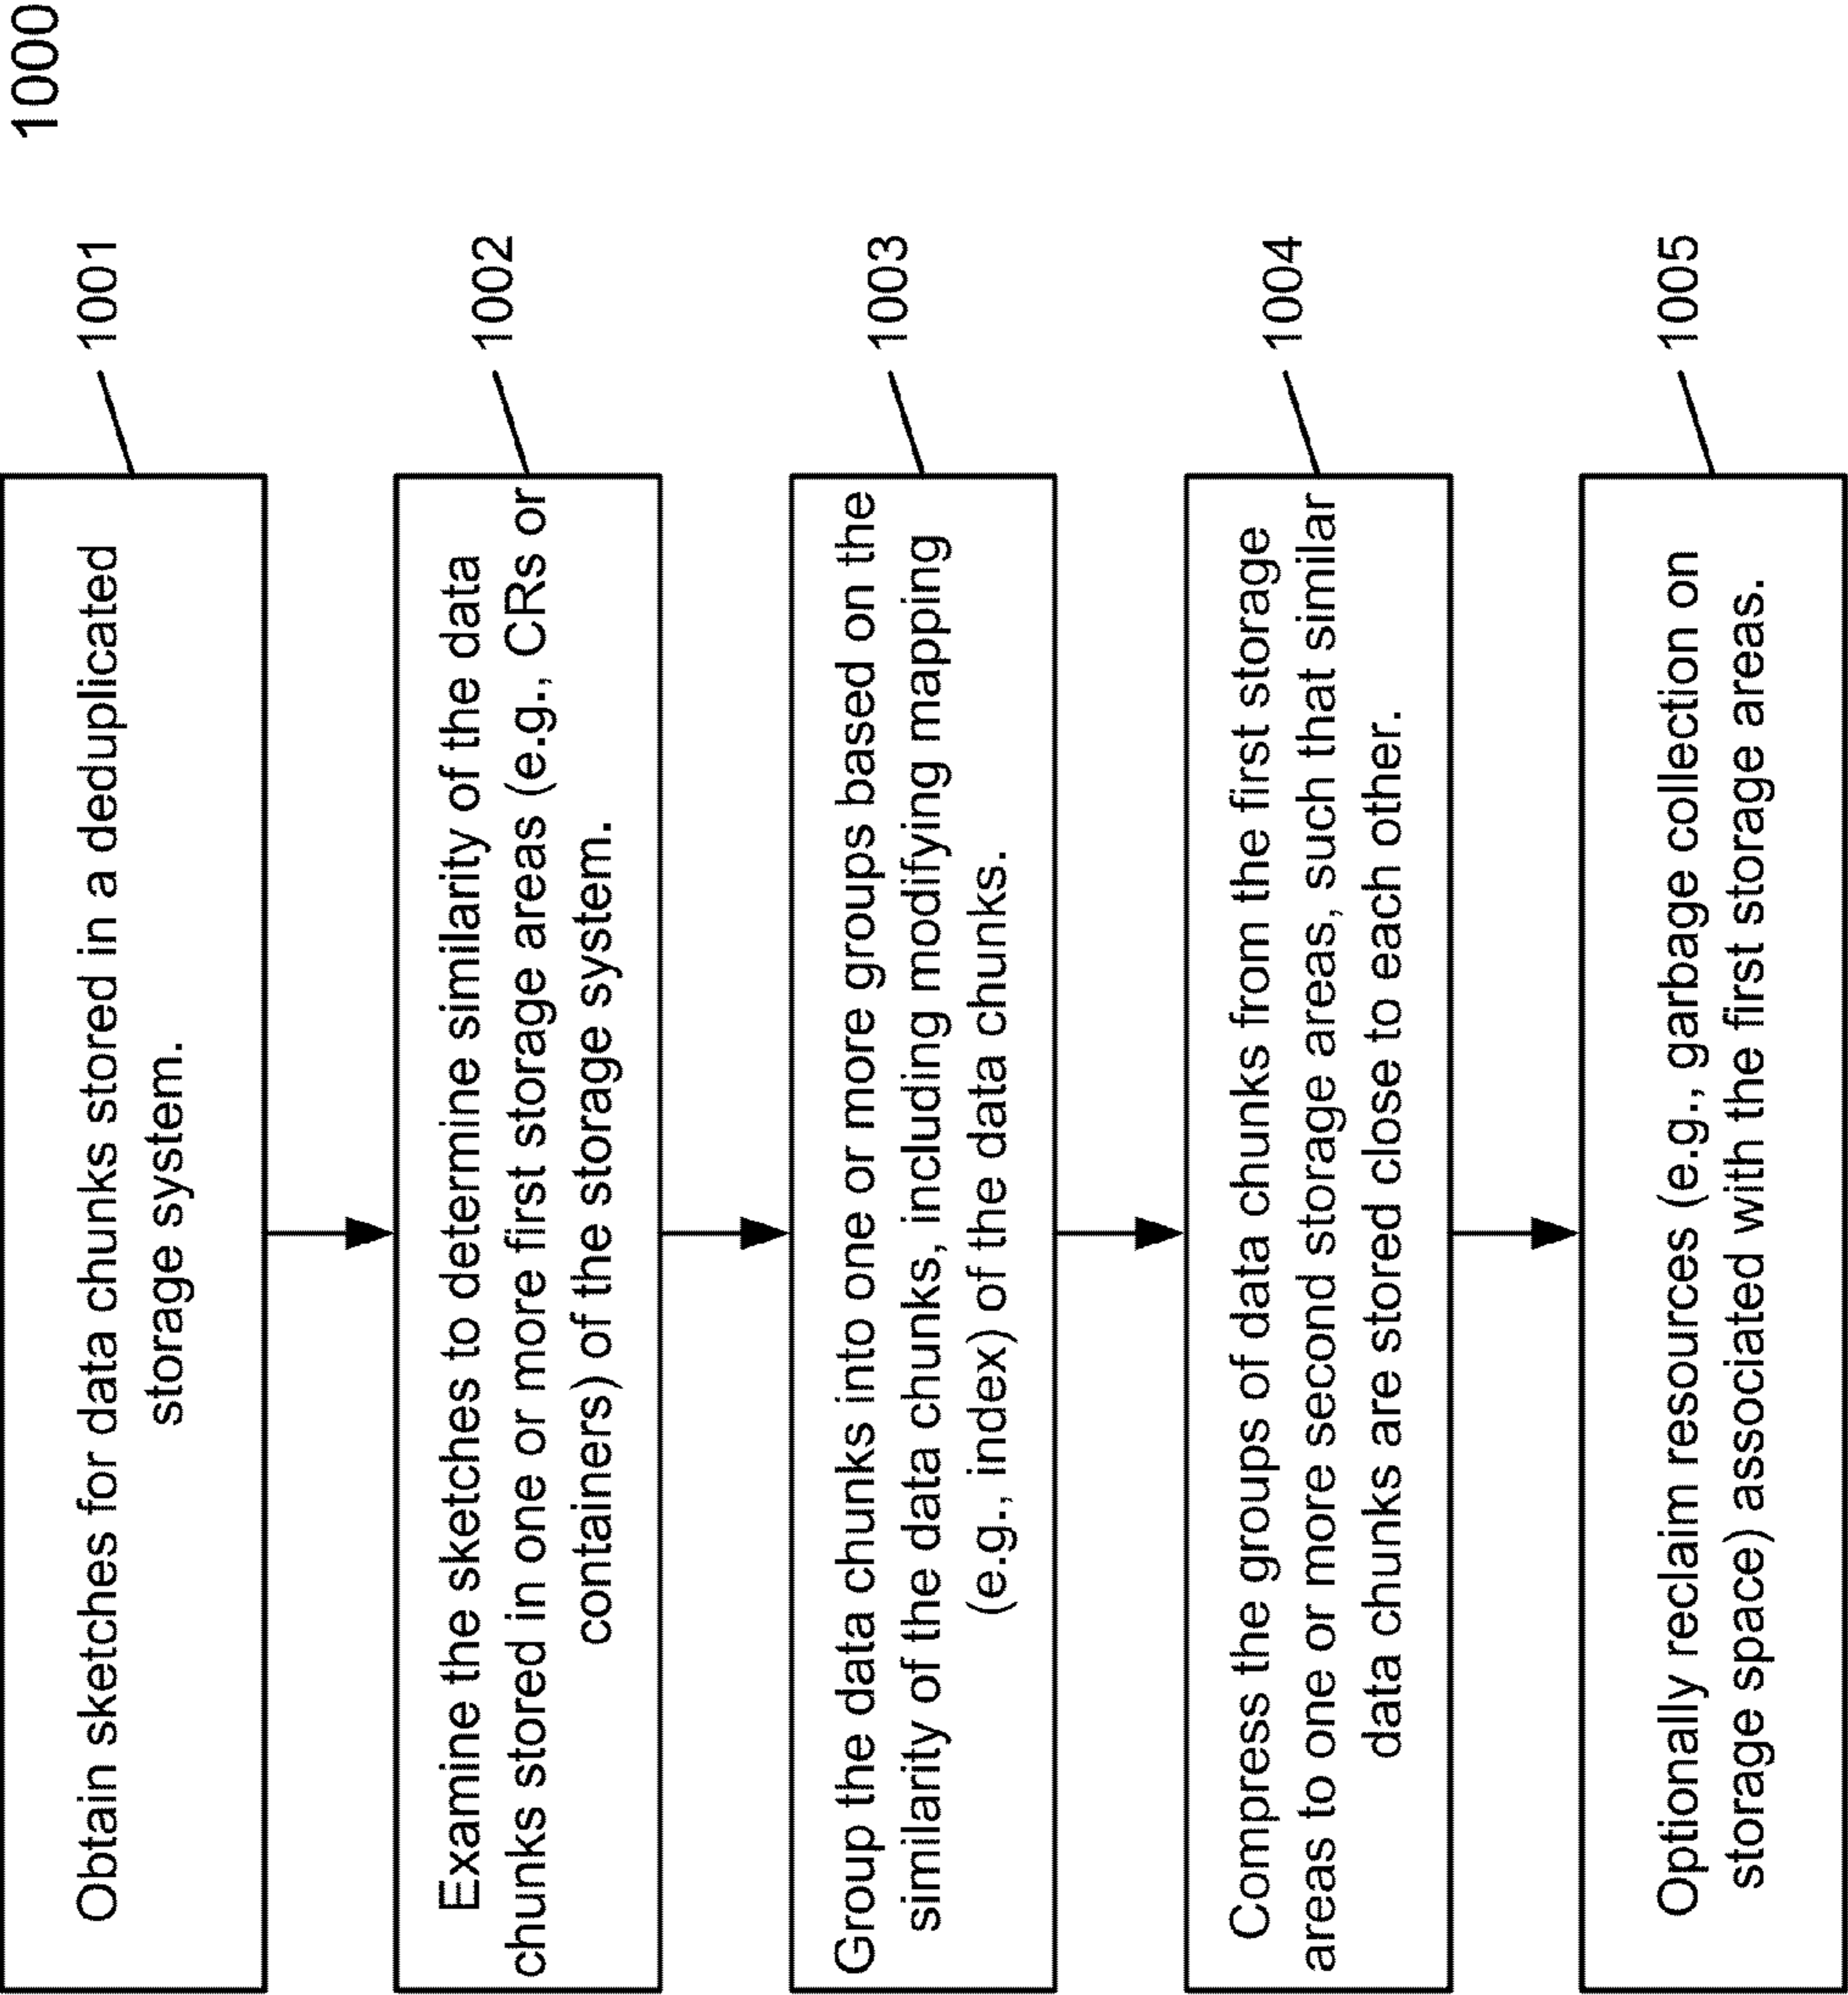 1000
Obtain sketches for data chunks stored in a deduplicated
storage system.
1001
Examine the sketches to determine similarity of the data
chunks stored in one or more first storage areas (e.g., CRs or
containers) of the storage system.
1002
Group the data chunks into one or more groups based on the
similarity of the data chunks, including modifying mapping
(e.g., index) of the data chunks.
1003
Compress the groups of data chunks from the first storage
areas to one or more second storage areas, such that similar
data chunks are stored close to each other.
1004
Optionally reclaim resources (e.g., garbage collection on
storage space) associated with the first storage areas.
1005